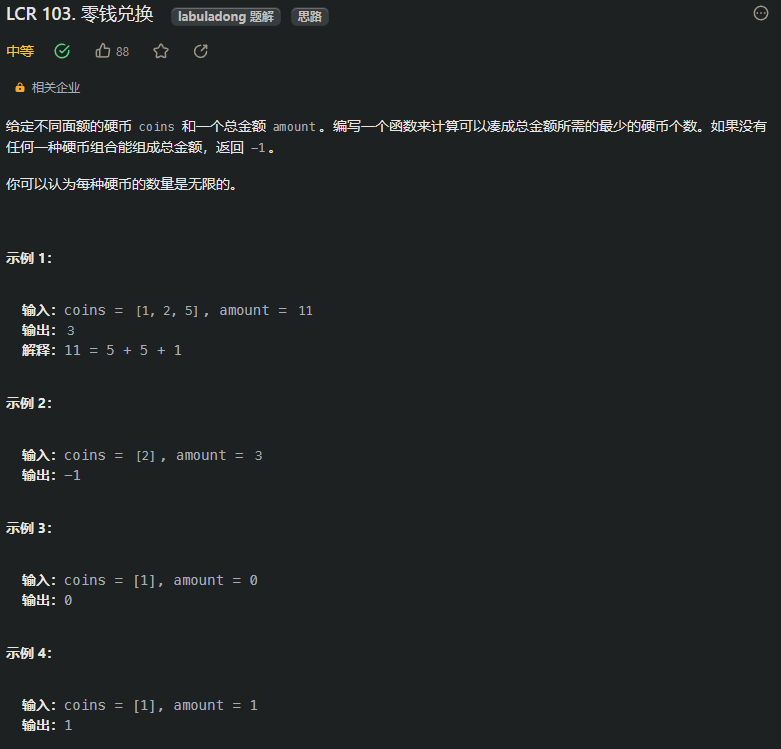 LCR 103. 零钱兑换 labuladong 题解 思路
中等 88
相关企业
给定不同面额的硬币 coins 和一个总金额 amount。编写一个函数来计算可以凑成总金额所需的最少的硬币个数。如果没有
任何一种硬币组合能组成总金额，返回 -1。
你可以认为每种硬币的数量是无限的。
示例 1：
输入：coins = [1, 2, 5], amount = 11
输出：3
解释：11 = 5 + 5 + 1
示例 2：
输入：coins = [2], amount = 3
输出：-1
示例 3：
输入：coins = [1], amount = 0
输出：0
示例 4：
输入：coins = [1], amount = 1
输出：1